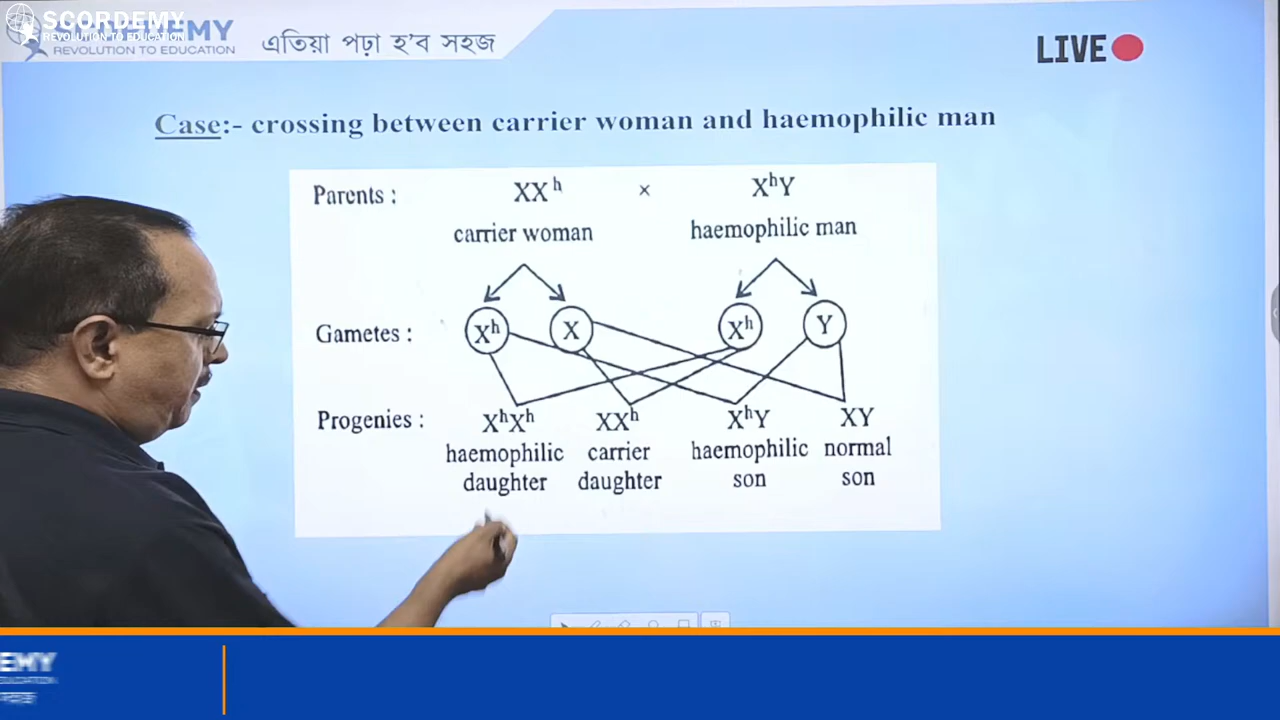 SCORDEMY
REVOLUTION TO EDUCATION
এতিয়া পঢ়া হ'ব সহজ
LIVE
Case:- crossing between carrier woman and haemophilic man
Parents : XXʰ × XʰY
carrier woman haemophilic man
Gametes : Xʰ X Xʰ Y
Progenies : XʰXʰ XXʰ XʰY XY
haemophilic carrier haemophilic normal
daughter daughter son son